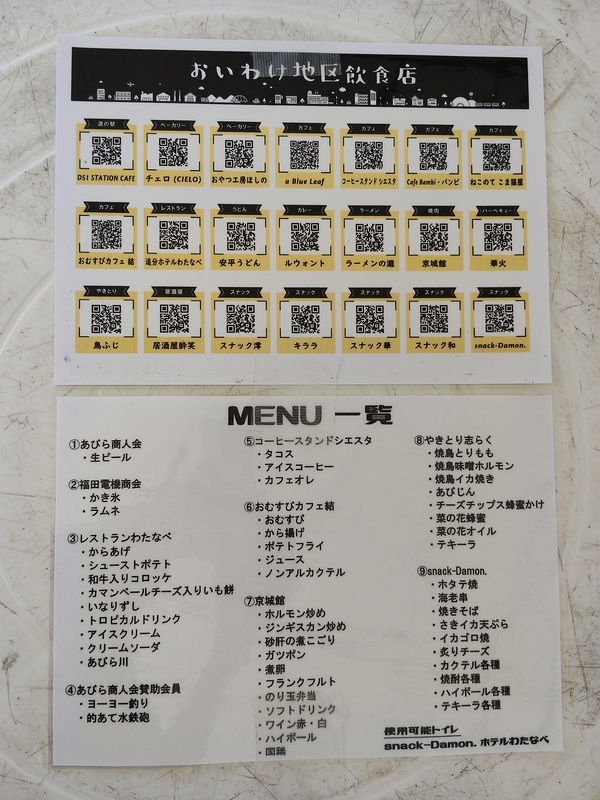 おいわけ地区飲食店
道の駅 ベーカリー ベーカリー カフェ カフェ カフェ カフェ
D51 STATION CAFE チェロ (CIELO) おやつ工房ほしの a Blue Leaf コーヒースタンドシエスタ Cafe Bambi・バンビ ねこのて こま猫屋
カフェ レストラン うどん カレー ラーメン 焼肉 バーベキュー
おむすびカフェ 結 追分ホテルわたなべ 安平うどん ルウォント ラーメンの瀧 京城館 華火
やきとり 居酒屋 スナック スナック スナック スナック スナック
鳥ふじ 居酒屋酔笑 スナック澪 キララ スナック華 スナック和 snack-Damon.
MENU 一覧
①あびら商人会
・生ビール
②福田電機商会
・かき氷
・ラムネ
③レストランわたなべ
・からあげ
・シューストポテト
・和牛入りコロッケ
・カマンベールチーズ入りいも餅
・いなりずし
・トロピカルドリンク
・アイスクリーム
・クリームソーダ
・あびら川
④あびら商人会賛助会員
・ヨーヨー釣り
・的あて水鉄砲
⑤コーヒースタンドシエスタ
・タコス
・アイスコーヒー
・カフェオレ
⑥おむすびカフェ結
・おむすび
・から揚げ
・ポテトフライ
・ジュース
・ノンアルカクテル
⑦京城館
・ホルモン炒め
・ジンギスカン炒め
・砂肝の煮こごり
・ガツポン
・煮卵
・フランクフルト
・のり玉弁当
・ソフトドリンク
・ワイン赤・白
・ハイボール
・国稀
⑧やきとり志らく
・焼鳥とりもも
・焼鳥味噌ホルモン
・焼鳥イカ焼き
・あびじん
・チーズチップス蜂蜜かけ
・菜の花蜂蜜
・菜の花オイル
・テキーラ
⑨snack-Damon.
・ホタテ焼
・海老串
・焼きそば
・さきイカ天ぷら
・イカゴロ焼
・炙りチーズ
・カクテル各種
・焼酎各種
・ハイボール各種
・テキーラ各種
使用可能トイレ
snack-Damon. ホテルわたなべ